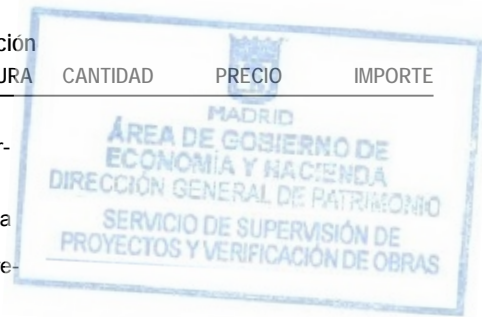 ción
URA CANTIDAD PRECIO IMPORTE
MADRID
r- ÁREA DE GOBIERNO DE
ECONOMÍA Y HACIENDA
DIRECCIÓN GENERAL DE PATRIMONIO
a SERVICIO DE SUPERVISIÓN DE
PROYECTOS Y VERIFICACIÓN DE OBRAS
e-